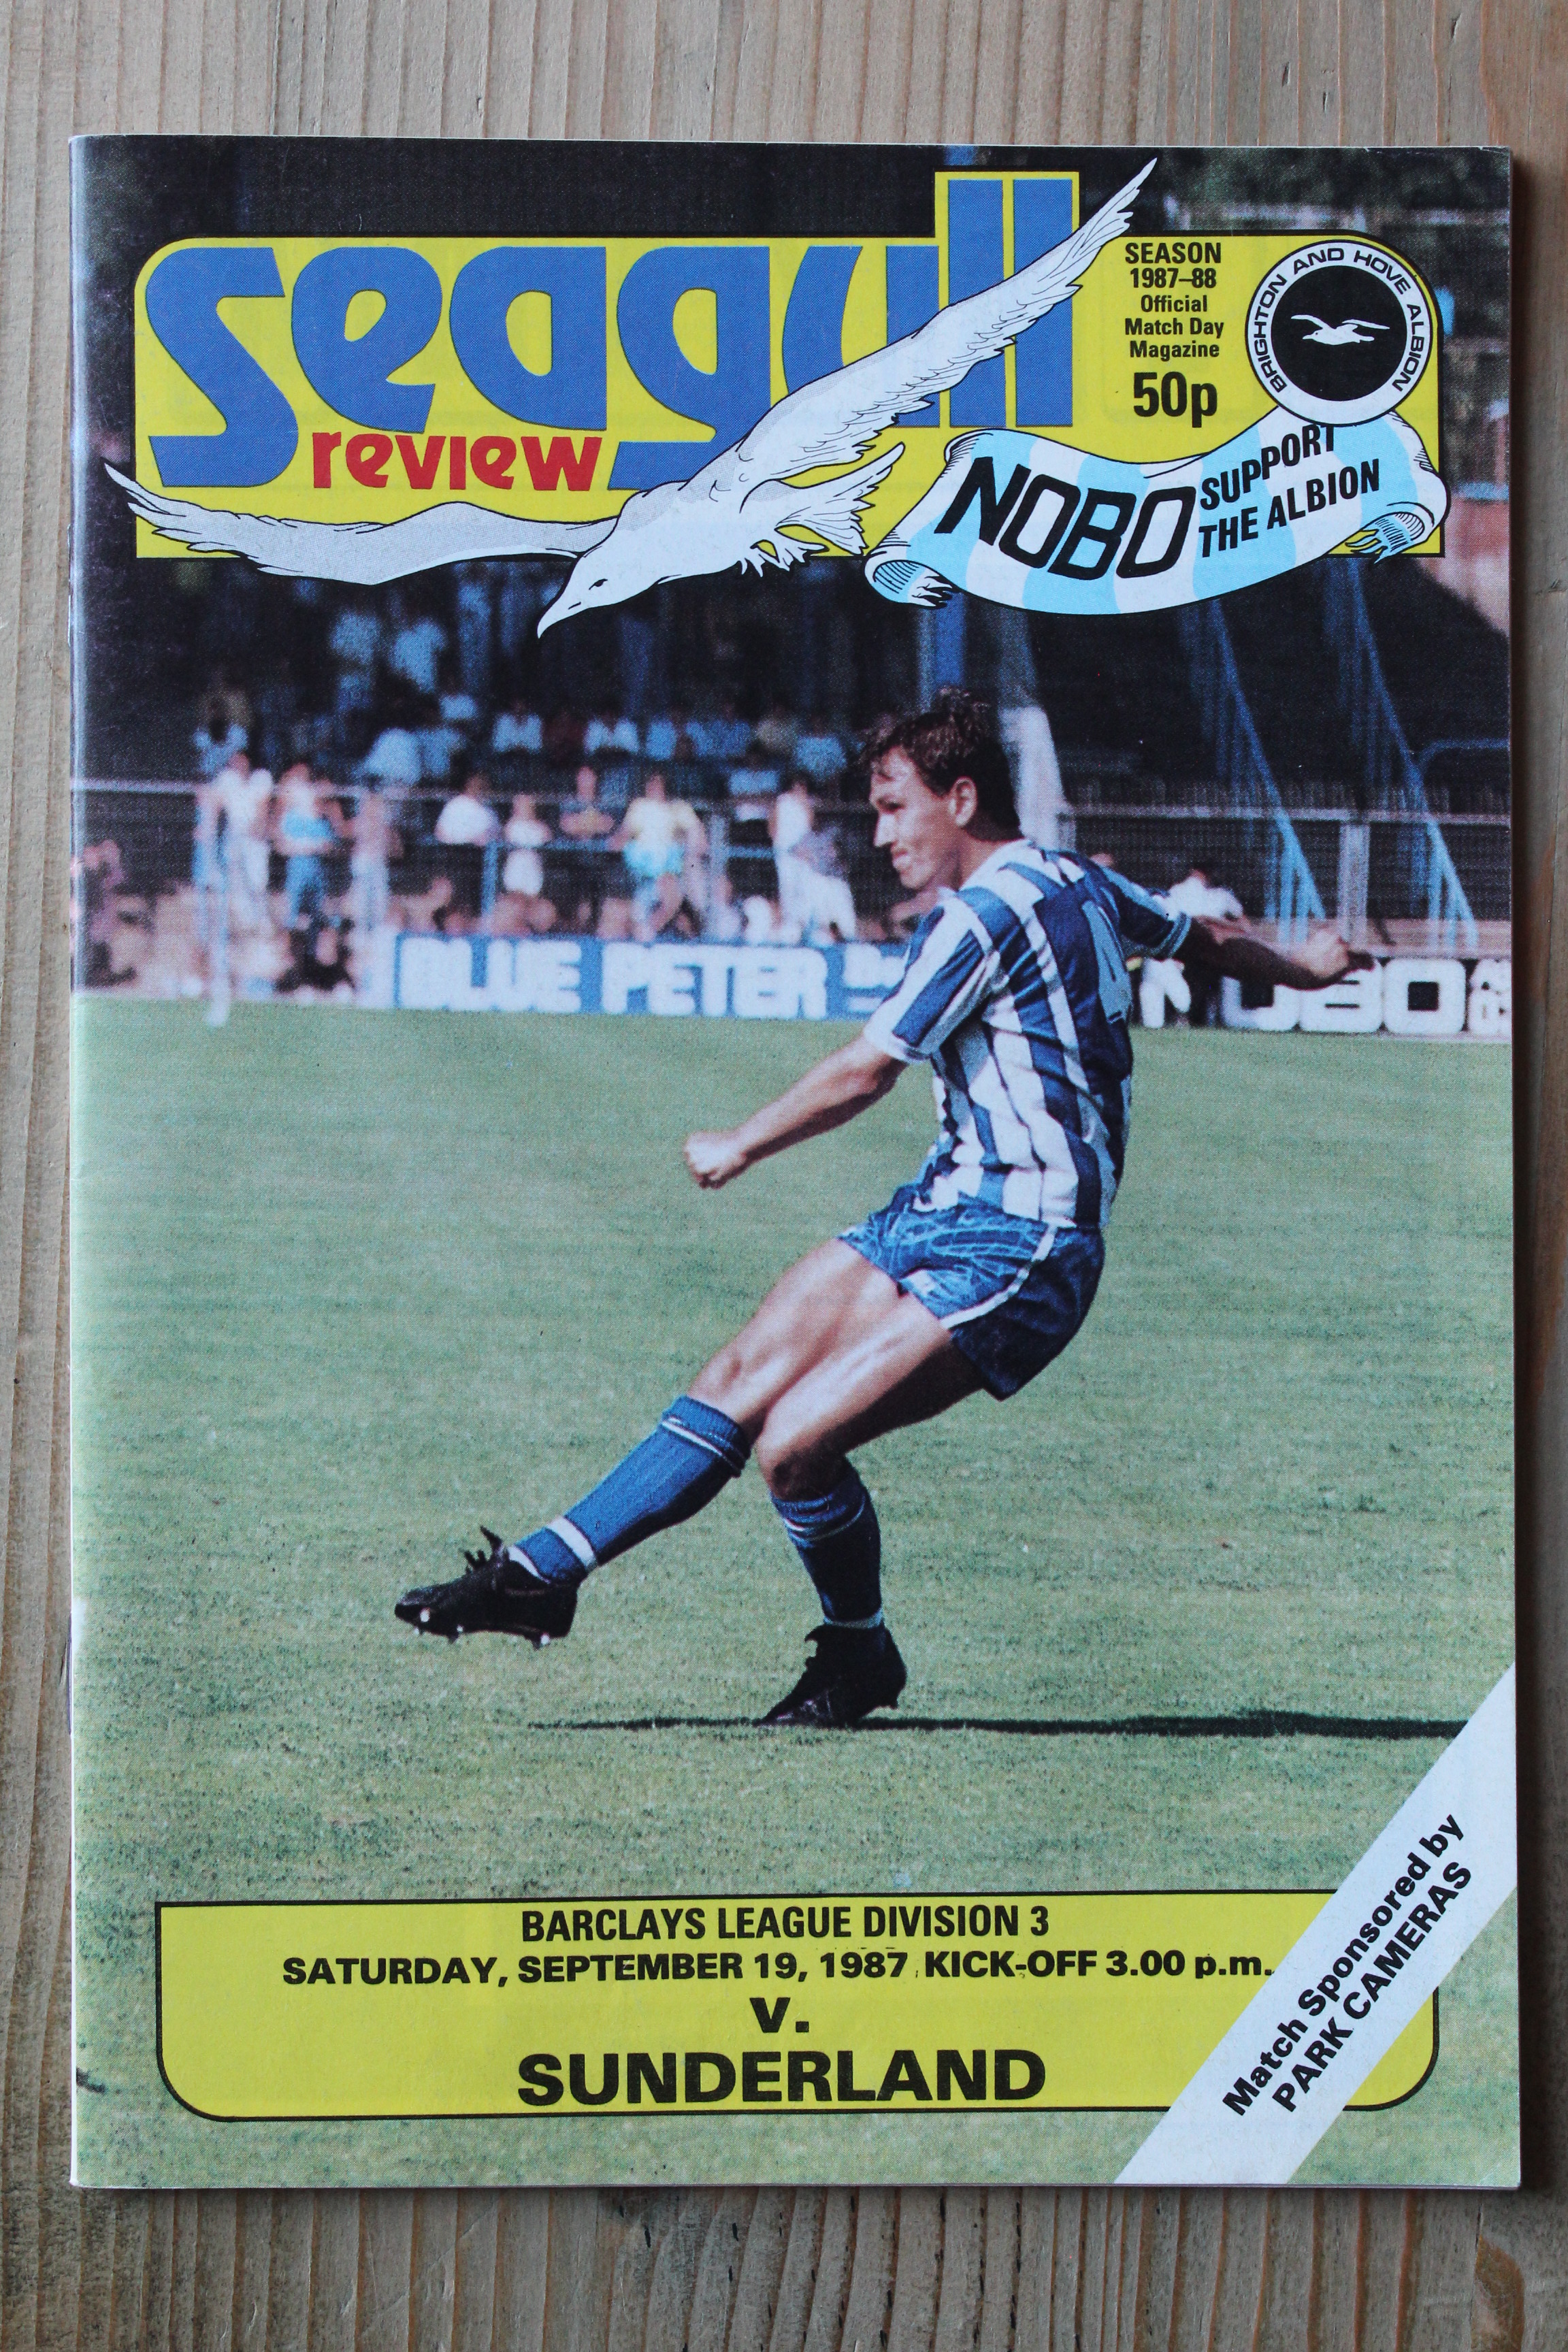 seagull
review
SEASON
1987–88
Official
Match Day
Magazine
50p
BRIGHTON AND HOVE ALBION
NOBO
SUPPORT
THE ALBION
BLUE PETER
4
BARCLAYS LEAGUE DIVISION 3
SATURDAY, SEPTEMBER 19, 1987 KICK-OFF 3.00 p.m.
v.
SUNDERLAND
Match Sponsored by
PARK CAMERAS